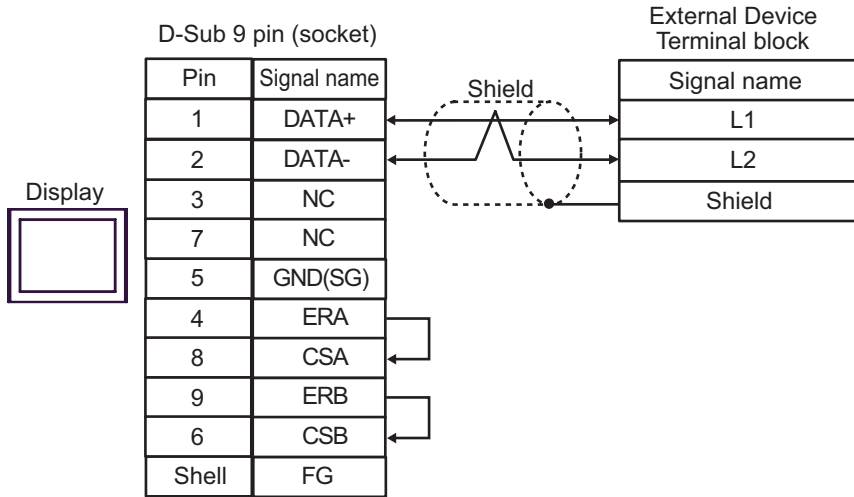 D-Sub 9 pin (socket)
External Device
Terminal block
Pin Signal name
Shield
Signal name
1 DATA+
L1
2 DATA-
L2
Display
3 NC
Shield
7 NC
5 GND(SG)
4 ERA
8 CSA
9 ERB
6 CSB
Shell FG